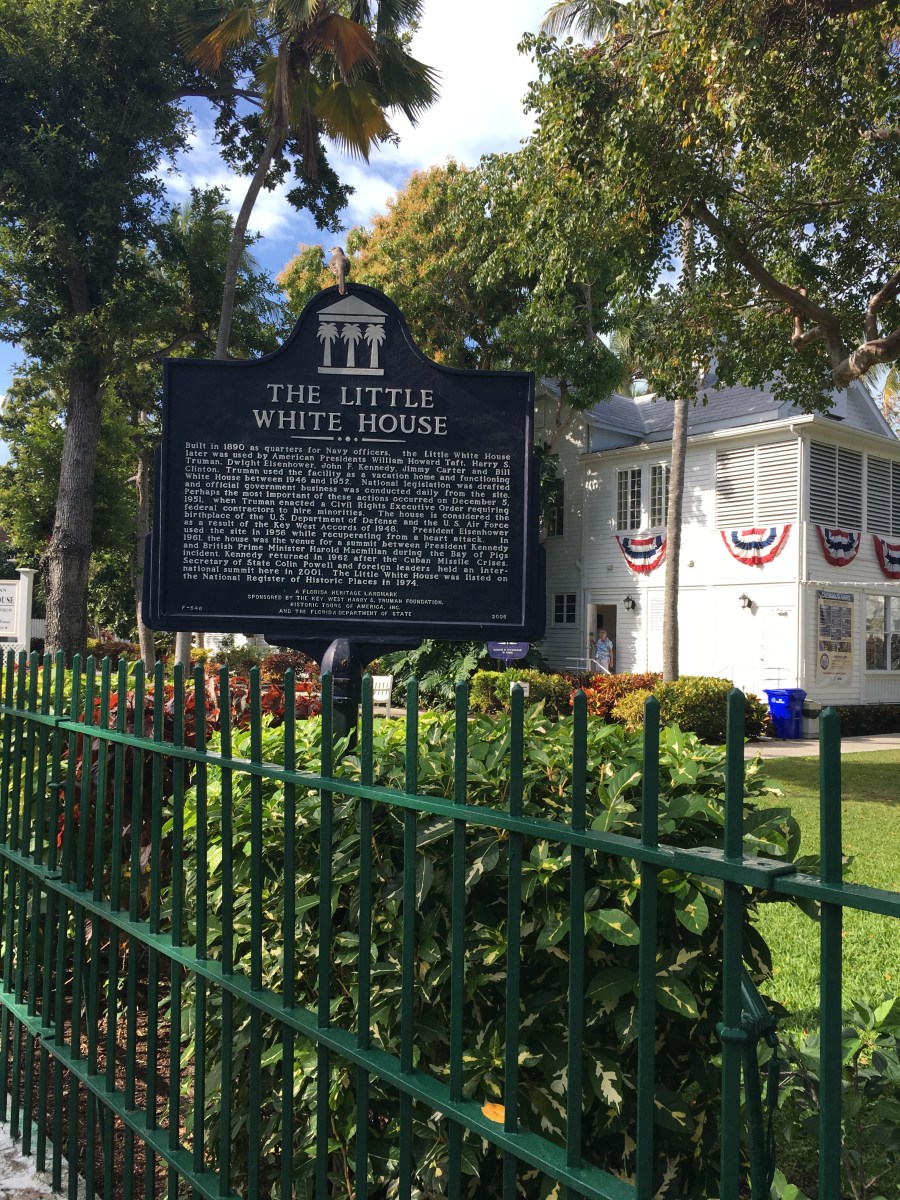 THE LITTLE
WHITE HOUSE
Built in 1890 as quarters for Navy officers, the Little White House
later was used by American Presidents William Howard Taft, Harry S.
Truman, Dwight Eisenhower, John F. Kennedy, Jimmy Carter and Bill
Clinton. Truman used the facility as a vacation home and functioning
White House between 1946 and 1952. National legislation was drafted
and official government business was conducted daily from the site.
Perhaps the most important of these actions occurred on December 3,
1951, when Truman enacted a Civil Rights Executive Order requiring
federal contractors to hire minorities. The house is considered the
birthplace of the U.S. Department of Defense and the U.S. Air Force
as a result of the Key West Accords of 1948. President Eisenhower
used the site in 1956 while recuperating from a heart attack. In
1961, the house was the venue for a summit between President Kennedy
and British Prime Minister Harold Macmillan during the Bay of Pigs
Incident. Kennedy returned in 1962 after the Cuban Missile Crises.
Secretary of State Colin Powell and foreign leaders held an inter-
national summit here in 2001. The Little White House was listed on
the National Register of Historic Places in 1974.
A FLORIDA HERITAGE LANDMARK
SPONSORED BY THE KEY WEST HARRY S. TRUMAN FOUNDATION,
HISTORIC TOURS OF AMERICA, INC.
AND THE FLORIDA DEPARTMENT OF STATE
F-540 2006